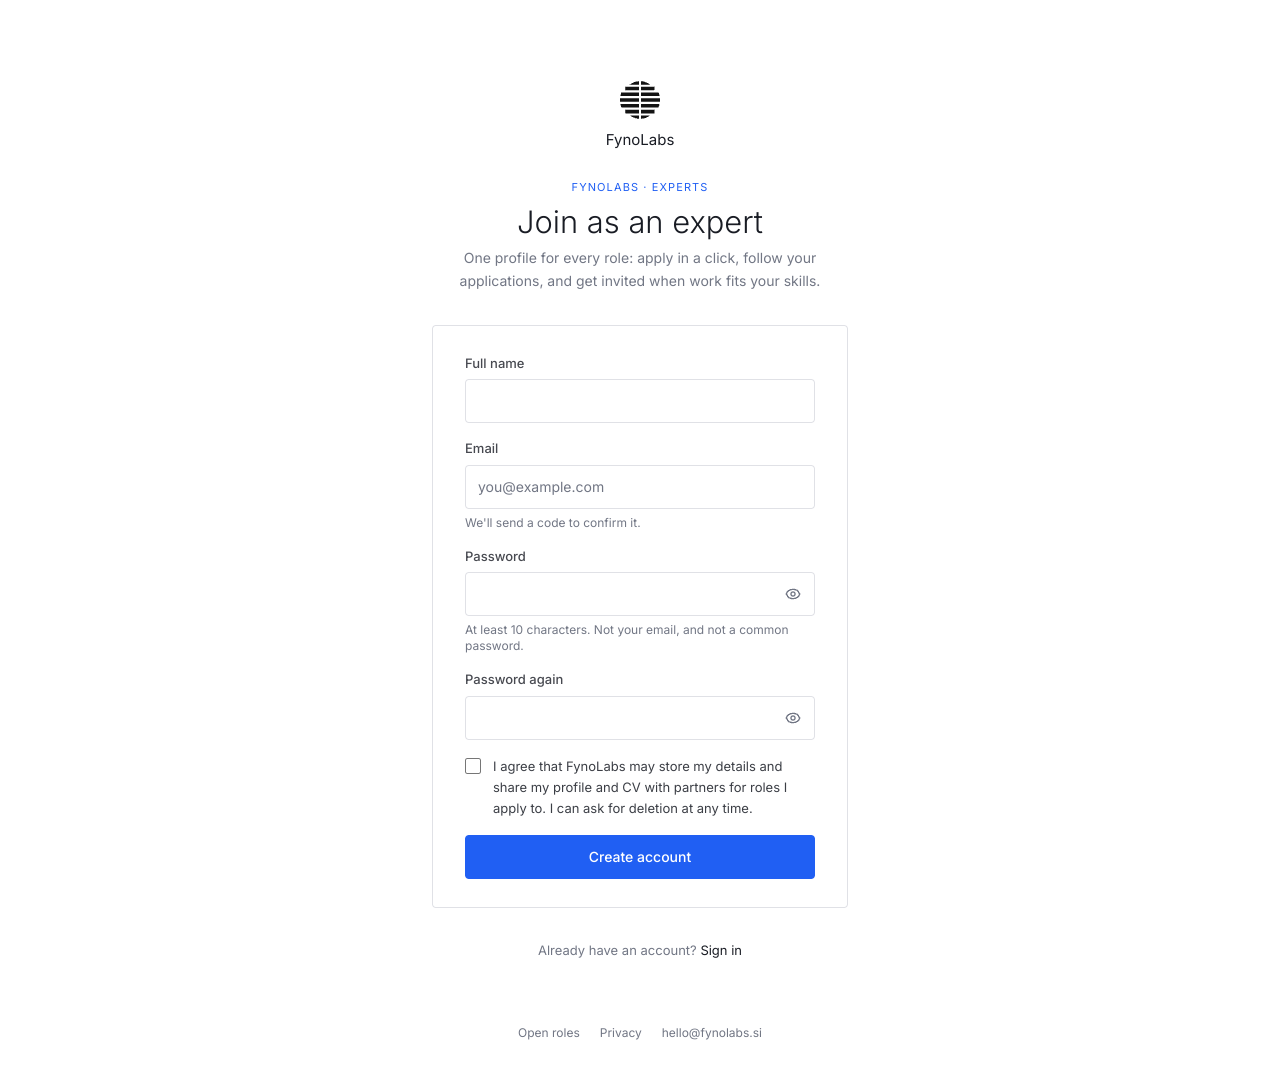 FynoLabs
FYNOLABS · EXPERTS
Join as an expert
One profile for every role: apply in a click, follow your
applications, and get invited when work fits your skills.
Full name
Email
you@example.com
We'll send a code to confirm it.
Password
At least 10 characters. Not your email, and not a common
password.
Password again
I agree that FynoLabs may store my details and
share my profile and CV with partners for roles I
apply to. I can ask for deletion at any time.
Create account
Already have an account? Sign in
Open roles Privacy hello@fynolabs.si